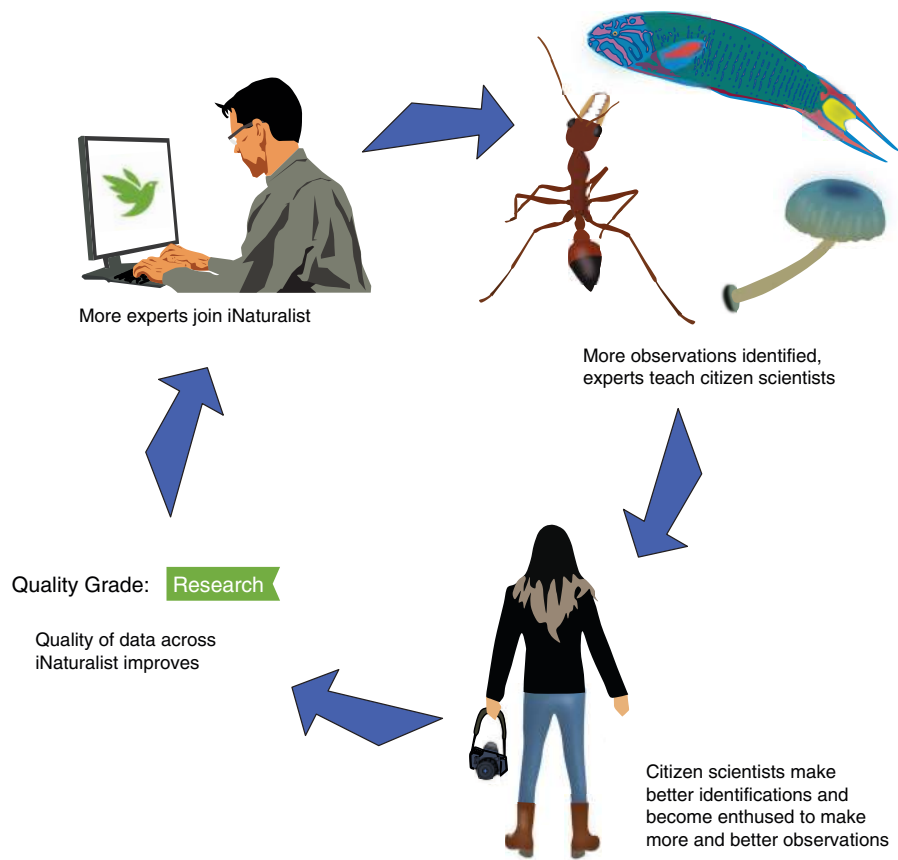 More experts join iNaturalist
More observations identified,
experts teach citizen scientists
Citizen scientists make
better identifications and
become enthused to make
more and better observations
Quality Grade: Research
Quality of data across
iNaturalist improves